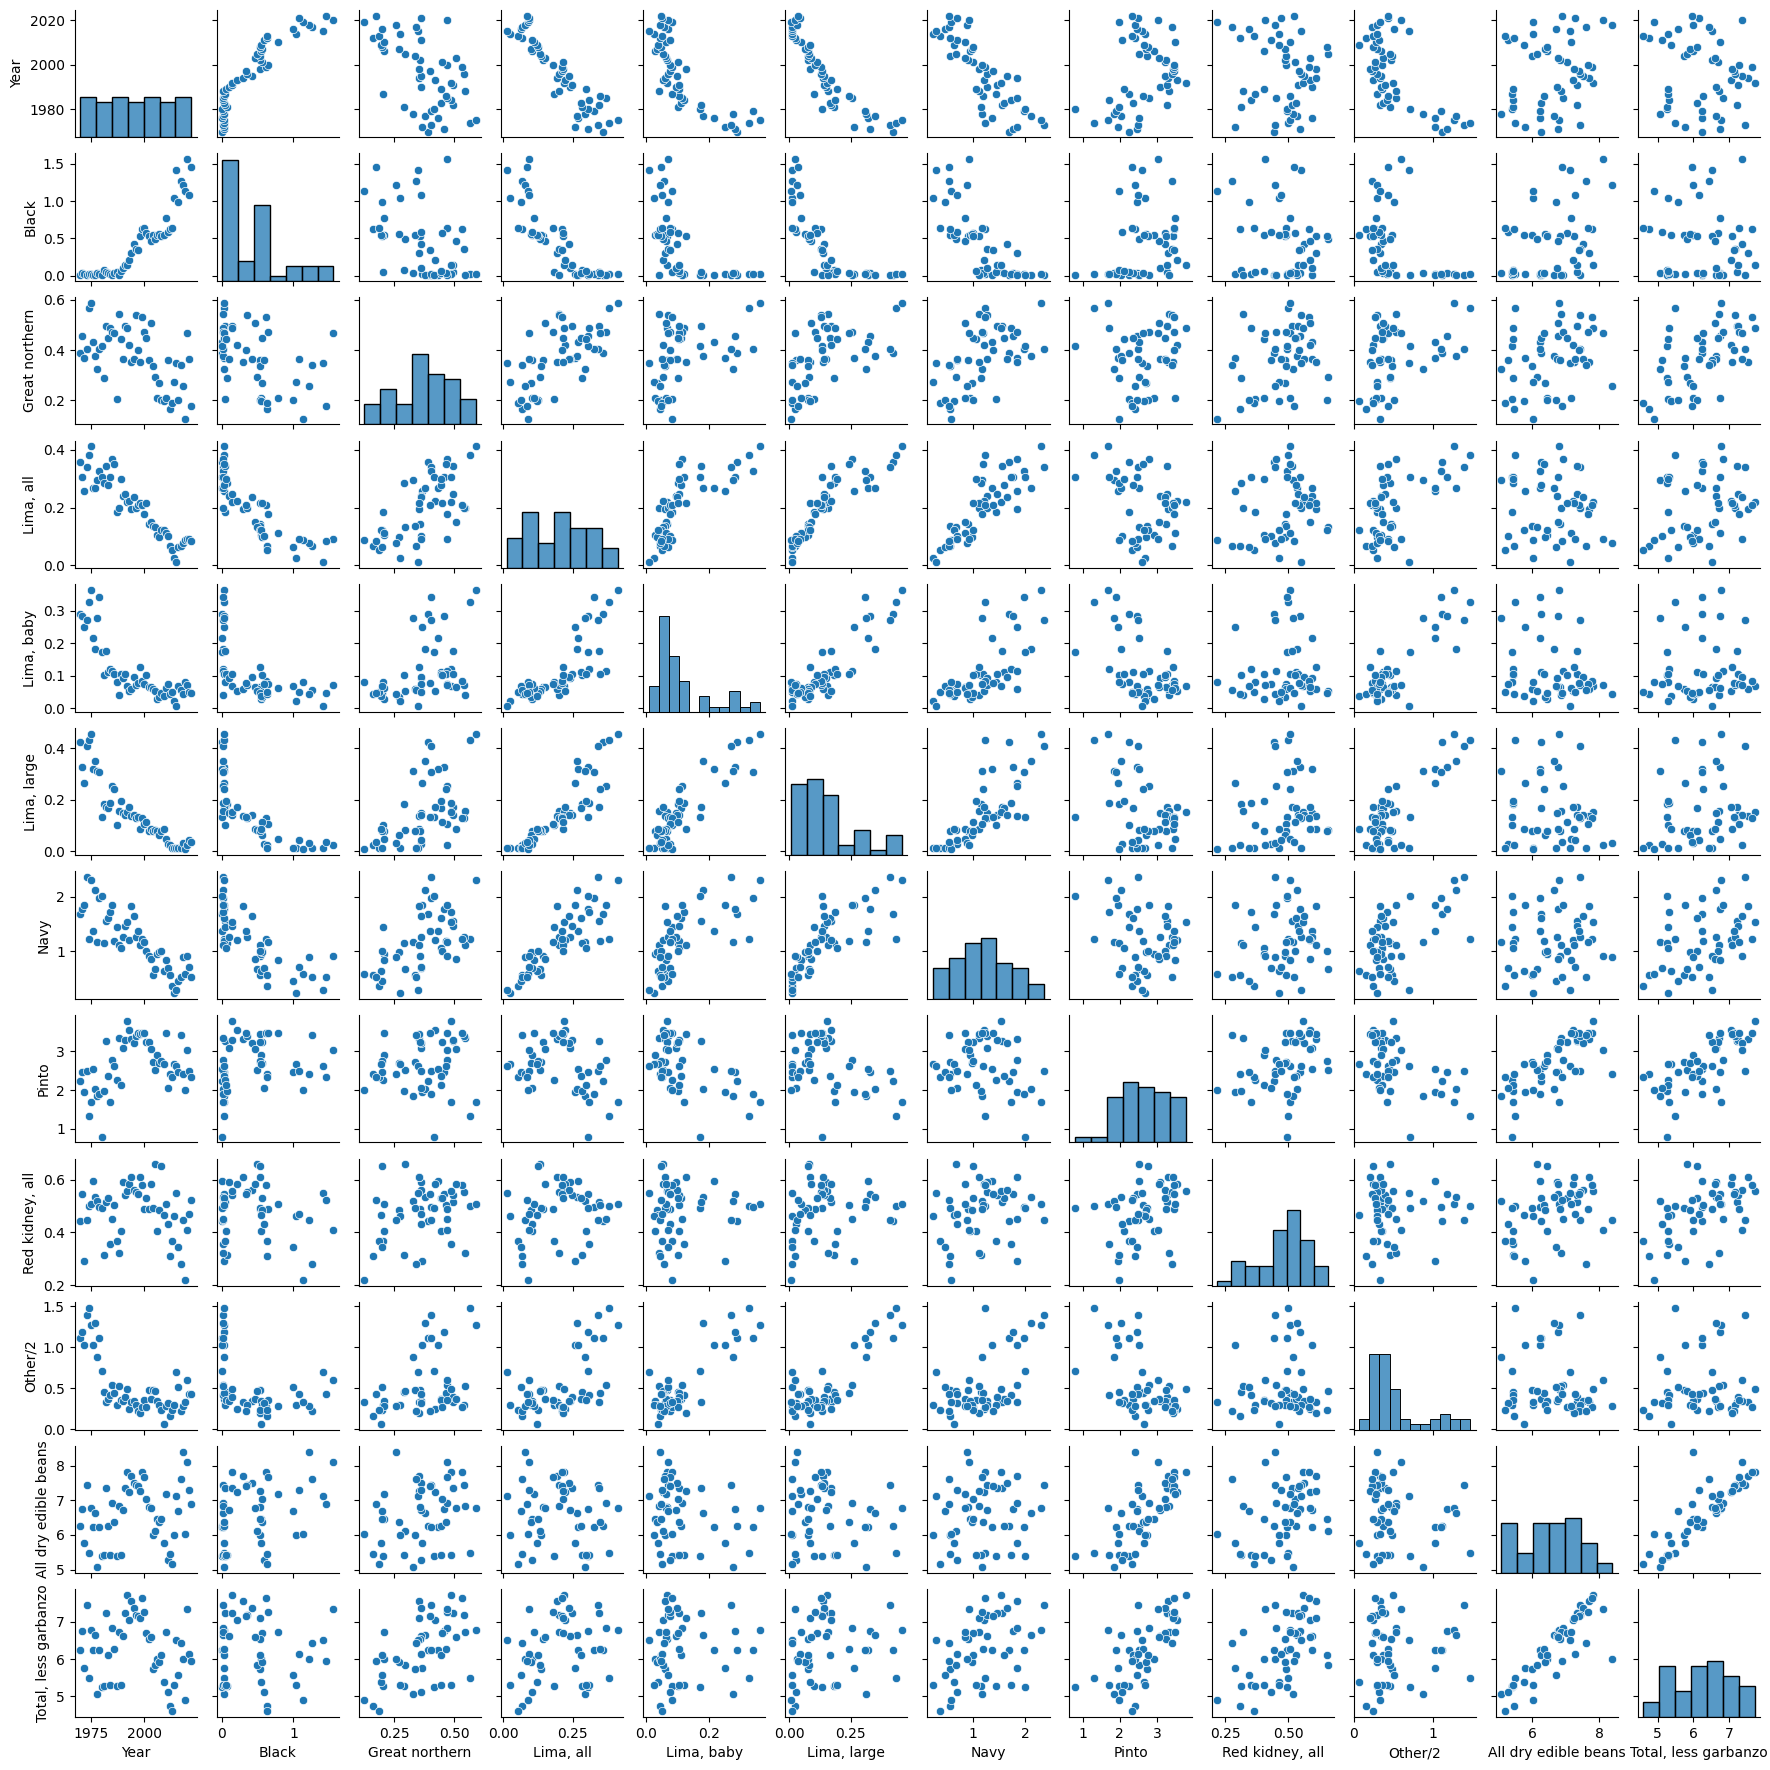 2020
2000
1980
Year
1.5
1.0
0.5
0.0
Black
0.6
0.4
0.2
Great northern
0.4
0.2
0.0
Lima, all
0.3
0.2
0.1
0.0
Lima, baby
0.4
0.2
0.0
Lima, large
2
1
Navy
3
2
1
Pinto
0.6
0.4
0.2
Red kidney, all
1.5
1.0
0.5
0.0
Other/2
8
7
6
5
All dry edible beans
7
6
5
Total, less garbanzo
1975 2000 0 1 0.25 0.50 0.00 0.25 0.0 0.2 0.00 0.25 1 2 1 2 3 0.25 0.50 0 1 6 8 5 6 7
Year Black Great northern Lima, all Lima, baby Lima, large Navy Pinto Red kidney, all Other/2 All dry edible beans Total, less garbanzo